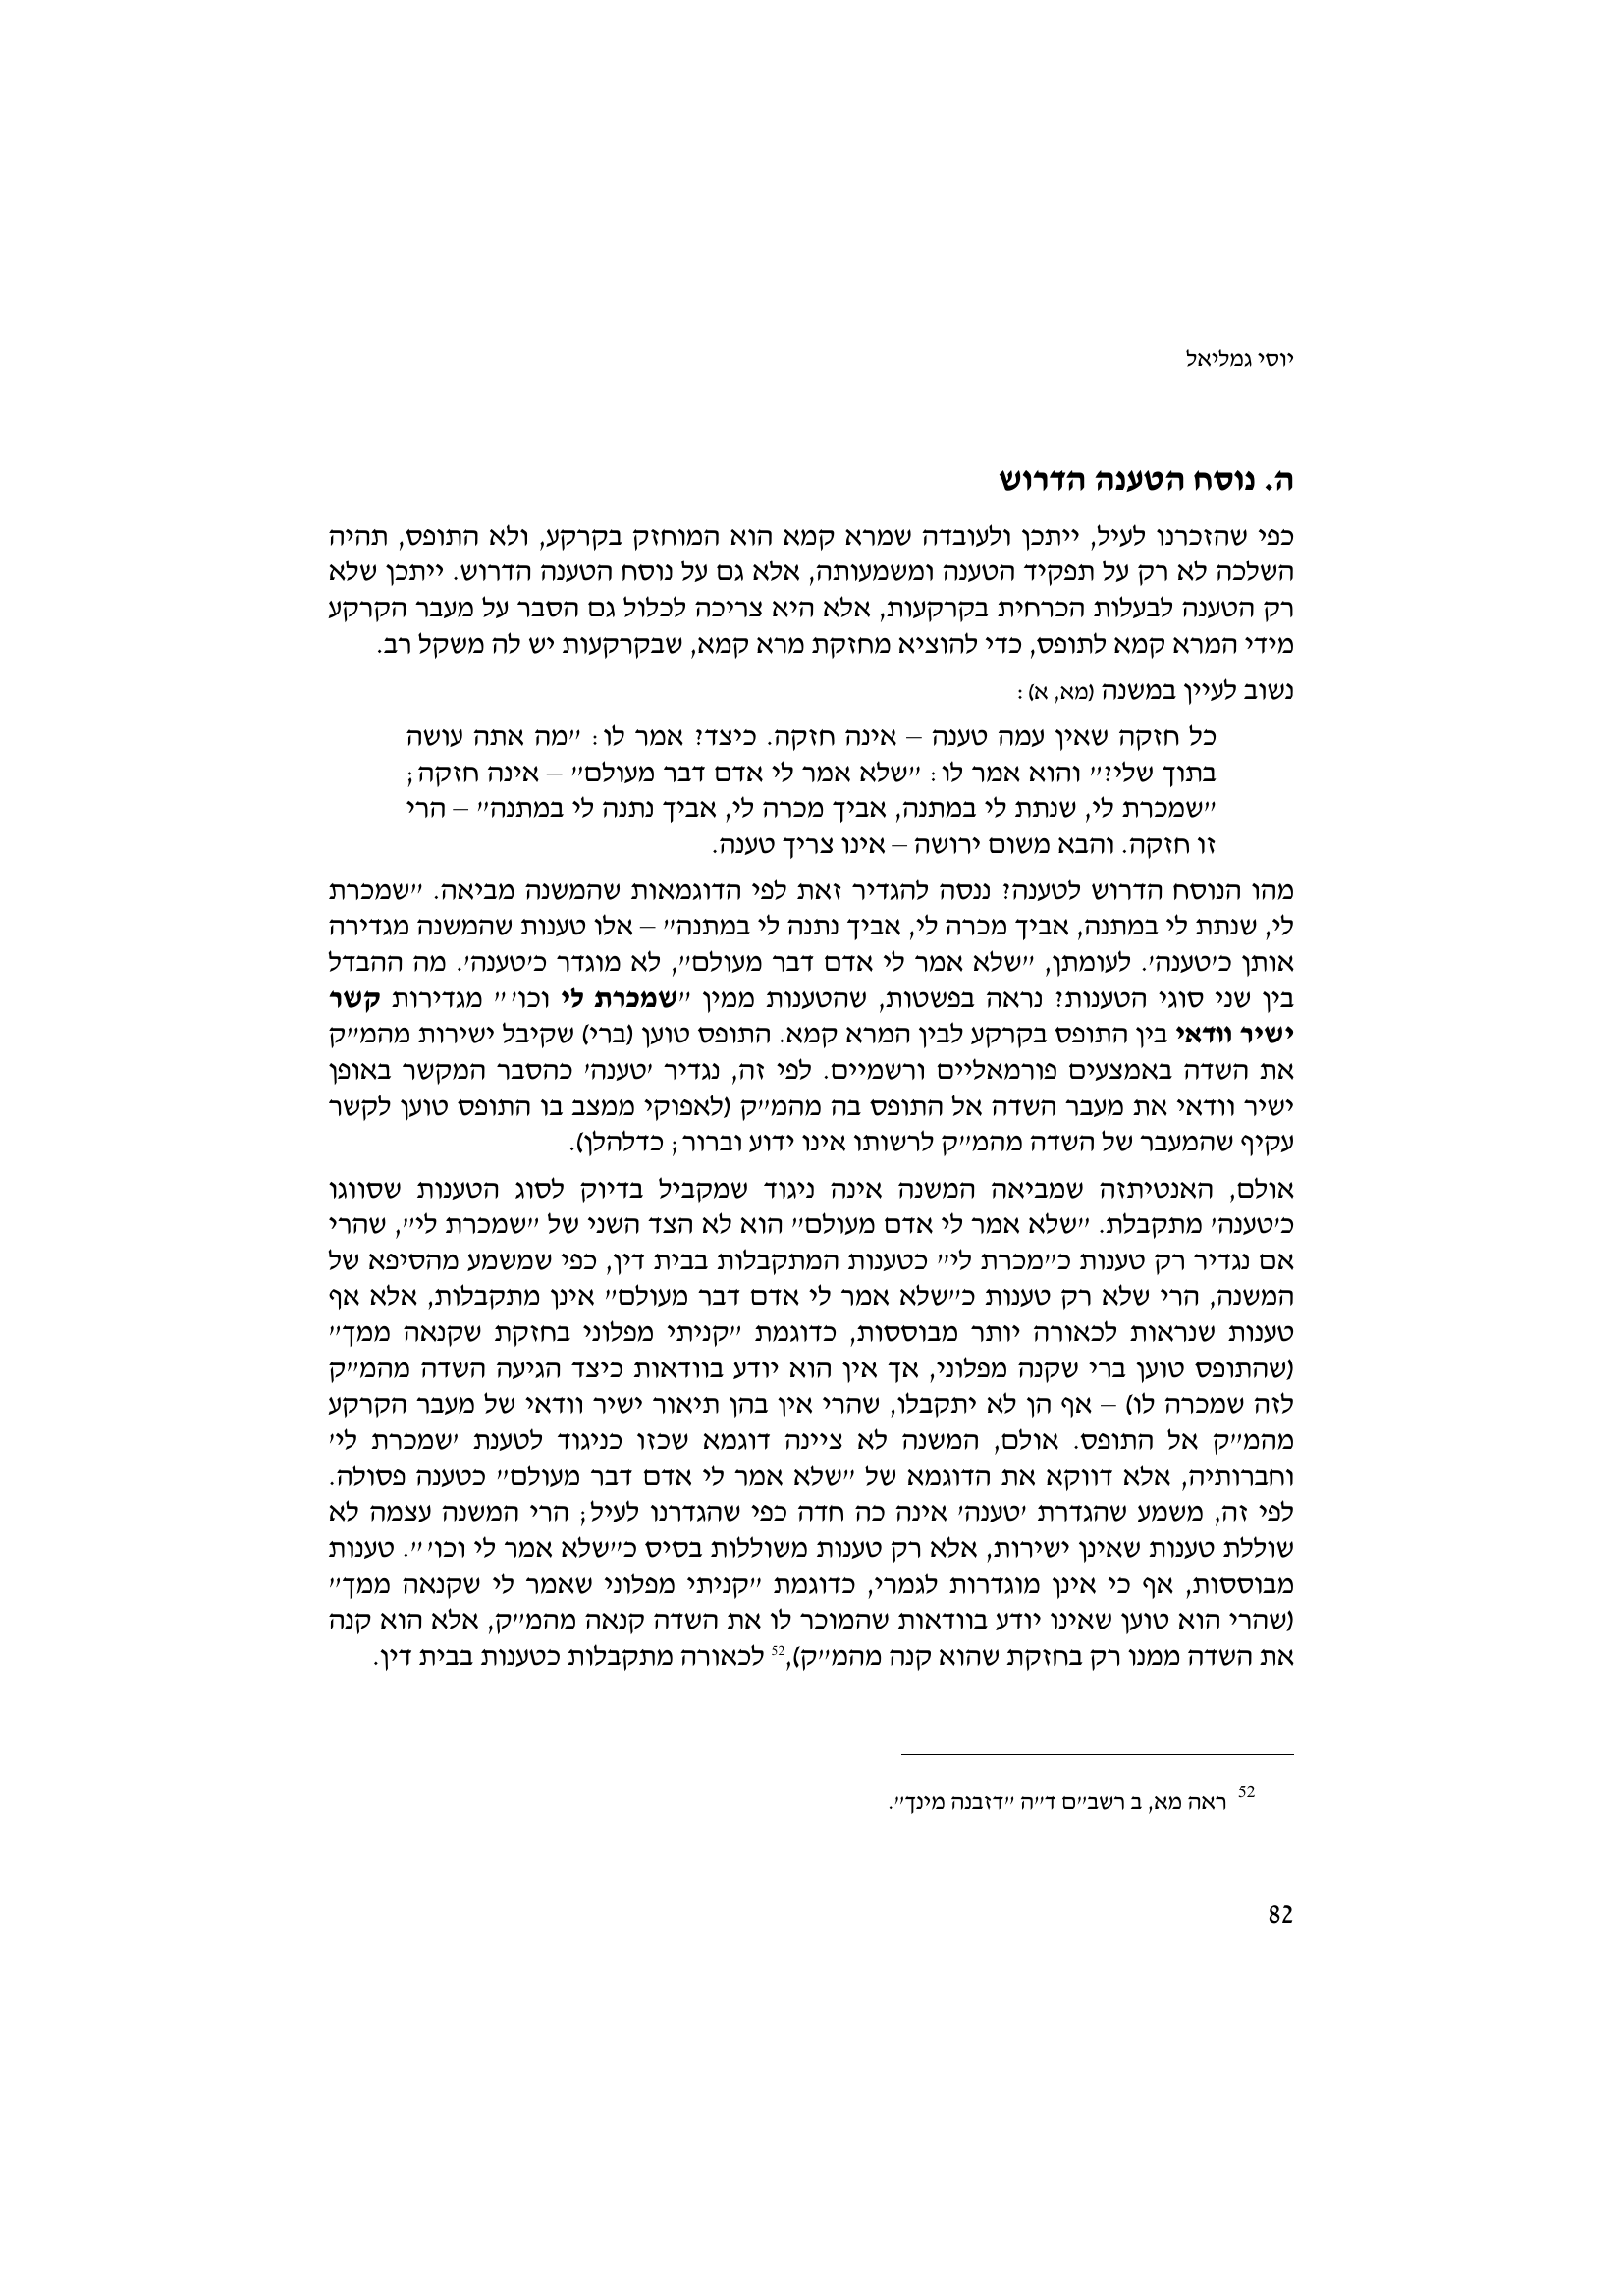 יוסי גמליאל
ה. נוסח הטענה הדרוש
כפי שהזכרנו לעיל, ייתכן ולעובדה שמרא קמא הוא המוחזק בקרקע, ולא התופס, תהיה
השלכה לא רק על תפקיד הטענה ומשמעותה, אלא גם על נוסח הטענה הדרוש. ייתכן שלא
רק הטענה לבעלות הכרחית בקרקעות, אלא היא צריכה לכלול גם הסבר על מעבר הקרקע
מידי המרא קמא לתופס, כדי להוציא מחזקת מרא קמא, שבקרקעות יש לה משקל רב.
נשוב לעיין במשנה (מא, א):
כל חזקה שאין עמה טענה – אינה חזקה. כיצד? אמר לו: "מה אתה עושה
בתוך שלי?" והוא אמר לו: "שלא אמר לי אדם דבר מעולם" – אינה חזקה;
"שמכרת לי, שנתת לי במתנה, אביך מכרה לי, אביך נתנה לי במתנה" – הרי
זו חזקה. והבא משום ירושה – אינו צריך טענה.
מהו הנוסח הדרוש לטענה? ננסה להגדיר זאת לפי הדוגמאות שהמשנה מביאה. "שמכרת
לי, שנתת לי במתנה, אביך מכרה לי, אביך נתנה לי במתנה" – אלו טענות שהמשנה מגדירה
אותן כ'טענה'. לעומתן, "שלא אמר לי אדם דבר מעולם", לא מוגדר כ'טענה'. מה ההבדל
בין שני סוגי הטענות? נראה בפשטות, שהטענות ממין "שמכרת לי וכו'" מגדירות קשר
ישיר וודאי בין התופס בקרקע לבין המרא קמא. התופס טוען (ברי) שקיבל ישירות מהמ"ק
את השדה באמצעים פורמאליים ורשמיים. לפי זה, נגדיר 'טענה' כהסבר המקשר באופן
ישיר וודאי את מעבר השדה אל התופס בה מהמ"ק (לאפוקי ממצב בו התופס טוען לקשר
עקיף שהמעבר של השדה מהמ"ק לרשותו אינו ידוע וברור; כדלהלן).
אולם, האנטיתזה שמביאה המשנה אינה ניגוד שמקביל בדיוק לסוג הטענות שסווגו
כ'טענה' מתקבלת. "שלא אמר לי אדם מעולם" הוא לא הצד השני של "שמכרת לי", שהרי
אם נגדיר רק טענות כ"מכרת לי" כטענות המתקבלות בבית דין, כפי שמשמע מהסיפא של
המשנה, הרי שלא רק טענות כ"שלא אמר לי אדם דבר מעולם" אינן מתקבלות, אלא אף
טענות שנראות לכאורה יותר מבוססות, כדוגמת "קניתי מפלוני בחזקת שקנאה ממך"
(שהתופס טוען ברי שקנה מפלוני, אך אין הוא יודע בוודאות כיצד הגיעה השדה מהמ"ק
לזה שמכרה לו) – אף הן לא יתקבלו, שהרי אין בהן תיאור ישיר וודאי של מעבר הקרקע
מהמ"ק אל התופס. אולם, המשנה לא ציינה דוגמא שכזו כניגוד לטענת 'שמכרת לי'
וחברותיה, אלא דווקא את הדוגמא של "שלא אמר לי אדם דבר מעולם" כטענה פסולה.
לפי זה, משמע שהגדרת 'טענה' אינה כה חדה כפי שהגדרנו לעיל; הרי המשנה עצמה לא
שוללת טענות שאינן ישירות, אלא רק טענות משוללות בסיס כ"שלא אמר לי וכו'". טענות
מבוססות, אף כי אינן מוגדרות לגמרי, כדוגמת "קניתי מפלוני שאמר לי שקנאה ממך"
(שהרי הוא טוען שאינו יודע בוודאות שהמוכר לו את השדה קנאה מהמ"ק, אלא הוא קנה
את השדה ממנו רק בחזקת שהוא קנה מהמ"ק),52 לכאורה מתקבלות כטענות בבית דין.
52 ראה מא, ב רשב"ם ד"ה "דזבנה מינך".
82